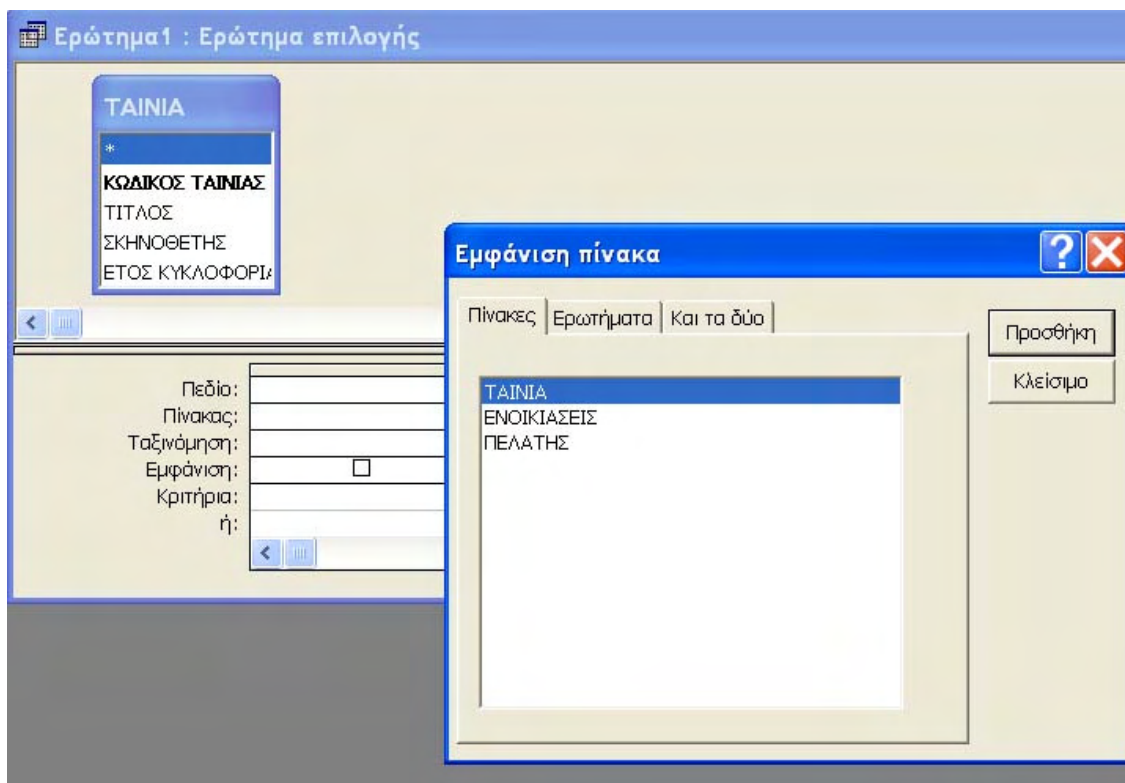 Ερώτημα1 : Ερώτημα επιλογής
ΤΑΙΝΙΑ
*
ΚΩΔΙΚΟΣ ΤΑΙΝΙΑΣ
ΤΙΤΛΟΣ
ΣΚΗΝΟΘΕΤΗΣ
ΕΤΟΣ ΚΥΚΛΟΦΟΡΙΑ
Εμφάνιση πίνακα
Πίνακες Ερωτήματα Και τα δύο
ΤΑΙΝΙΑ
ΕΝΟΙΚΙΑΣΕΙΣ
ΠΕΛΑΤΗΣ
Προσθήκη
Κλείσιμο
Πεδίο:
Πίνακας:
Ταξινόμηση:
Εμφάνιση:
Κριτήρια:
ή: